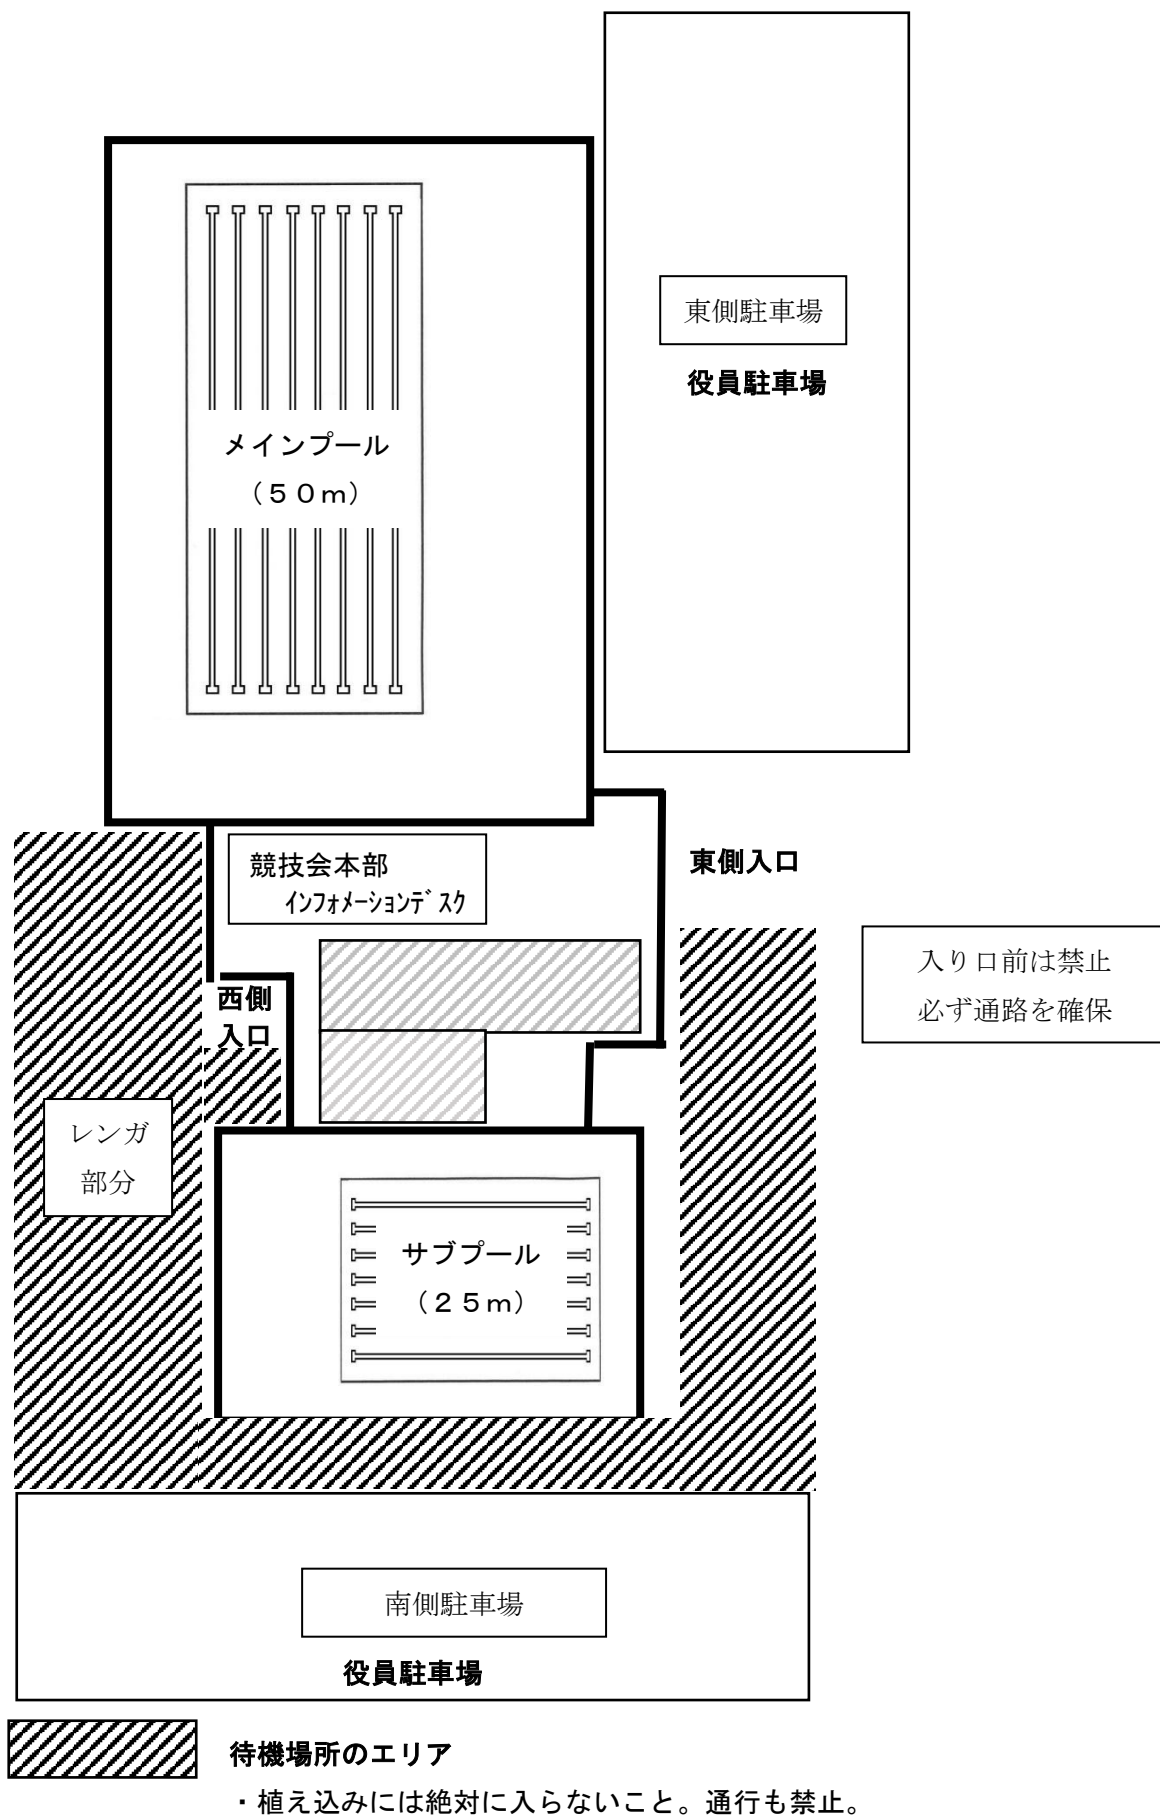 東側駐車場
役員駐車場
メインプール
（５０ｍ）
競技会本部
ｲﾝﾌｫﾒｰｼｮﾝﾃﾞｽｸ
東側入口
入り口前は禁止
必ず通路を確保
西側
入口
レンガ
部分
サブプール
（２５ｍ）
南側駐車場
役員駐車場
待機場所のエリア
・植え込みには絶対に入らないこと。通行も禁止。